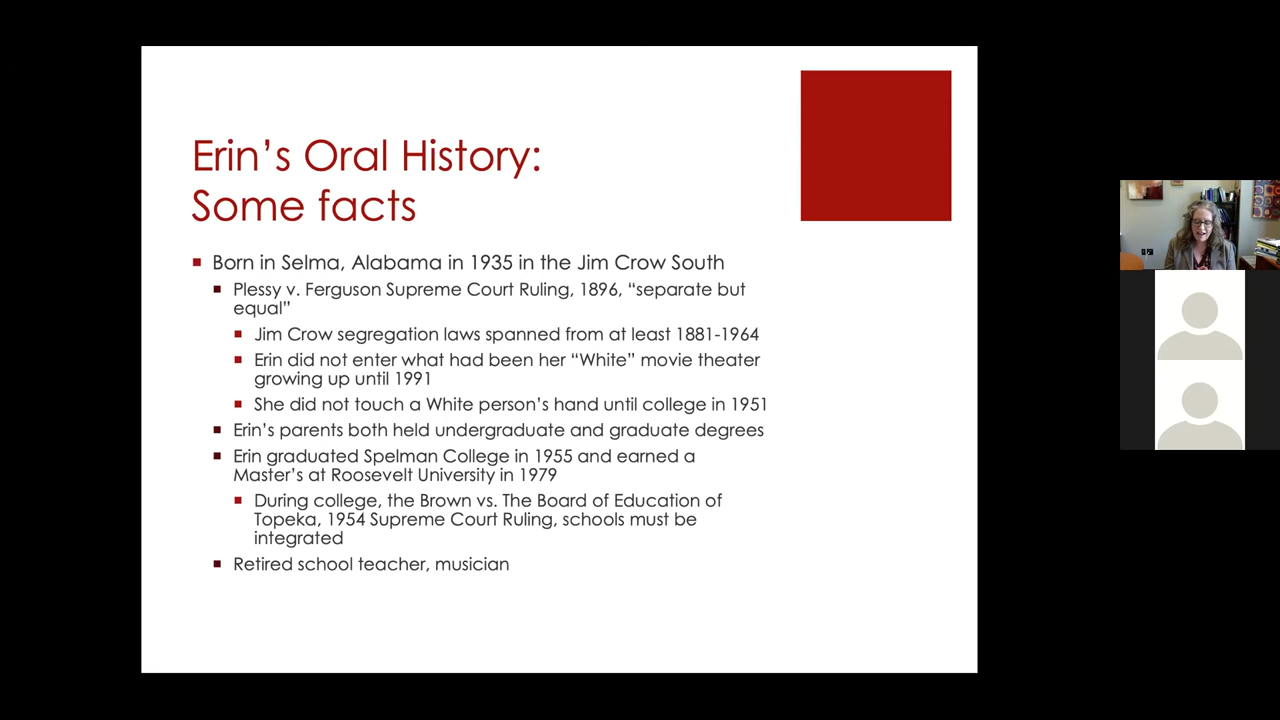 Erin’s Oral History:
Some facts
Born in Selma, Alabama in 1935 in the Jim Crow South
Plessy v. Ferguson Supreme Court Ruling, 1896, “separate but
equal”
Jim Crow segregation laws spanned from at least 1881-1964
Erin did not enter what had been her “White” movie theater
growing up until 1991
She did not touch a White person’s hand until college in 1951
Erin’s parents both held undergraduate and graduate degrees
Erin graduated Spelman College in 1955 and earned a
Master’s at Roosevelt University in 1979
During college, the Brown vs. The Board of Education of
Topeka, 1954 Supreme Court Ruling, schools must be
integrated
Retired school teacher, musician